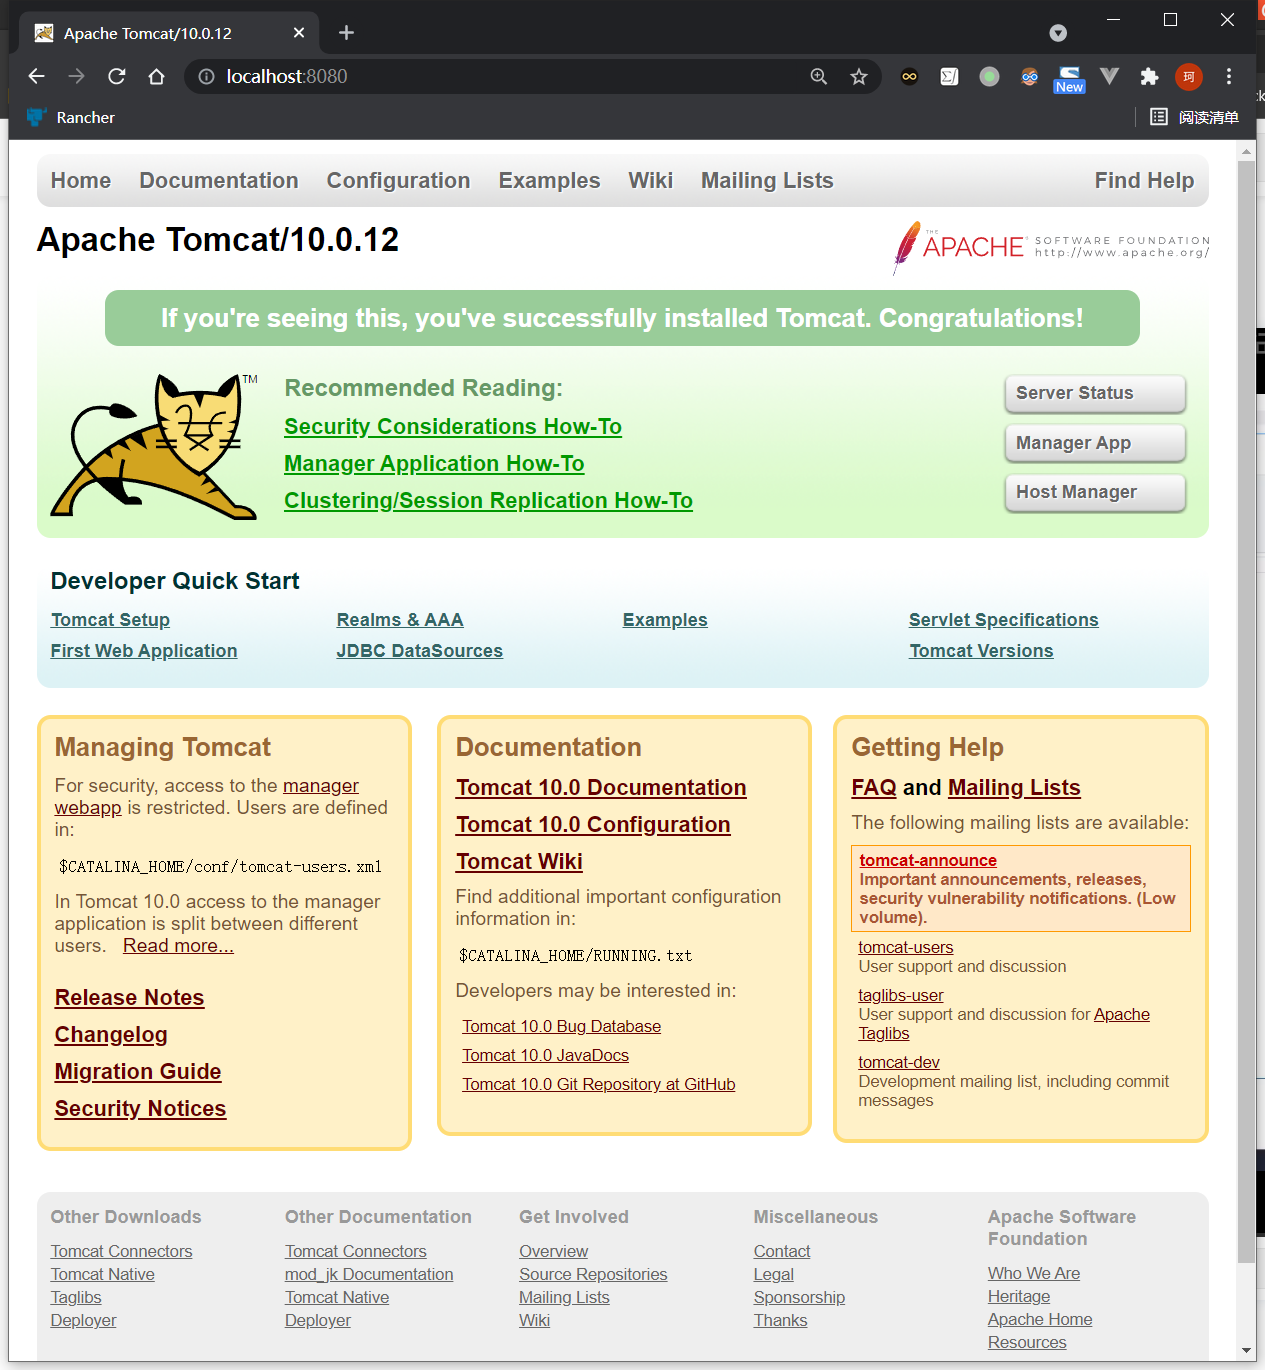 Apache Tomcat/10.0.12
localhost:8080
New
珂
Rancher
阅读清单
Home Documentation Configuration Examples Wiki Mailing Lists Find Help
Apache Tomcat/10.0.12
THE APACHE® SOFTWARE FOUNDATION
http://www.apache.org/
If you're seeing this, you've successfully installed Tomcat. Congratulations!
TM
Recommended Reading:
Security Considerations How-To
Manager Application How-To
Clustering/Session Replication How-To
Server Status
Manager App
Host Manager
Developer Quick Start
Tomcat Setup
First Web Application
Realms & AAA
JDBC DataSources
Examples
Servlet Specifications
Tomcat Versions
Managing Tomcat
For security, access to the manager
webapp is restricted. Users are defined
in:
$CATALINA_HOME/conf/tomcat-users.xml
In Tomcat 10.0 access to the manager
application is split between different
users. Read more...
Release Notes
Changelog
Migration Guide
Security Notices
Documentation
Tomcat 10.0 Documentation
Tomcat 10.0 Configuration
Tomcat Wiki
Find additional important configuration
information in:
$CATALINA_HOME/RUNNING.txt
Developers may be interested in:
Tomcat 10.0 Bug Database
Tomcat 10.0 JavaDocs
Tomcat 10.0 Git Repository at GitHub
Getting Help
FAQ and Mailing Lists
The following mailing lists are available:
tomcat-announce
Important announcements, releases,
security vulnerability notifications. (Low
volume).
tomcat-users
User support and discussion
taglibs-user
User support and discussion for Apache
Taglibs
tomcat-dev
Development mailing list, including commit
messages
Other Downloads
Tomcat Connectors
Tomcat Native
Taglibs
Deployer
Other Documentation
Tomcat Connectors
mod_jk Documentation
Tomcat Native
Deployer
Get Involved
Overview
Source Repositories
Mailing Lists
Wiki
Miscellaneous
Contact
Legal
Sponsorship
Thanks
Apache Software
Foundation
Who We Are
Heritage
Apache Home
Resources